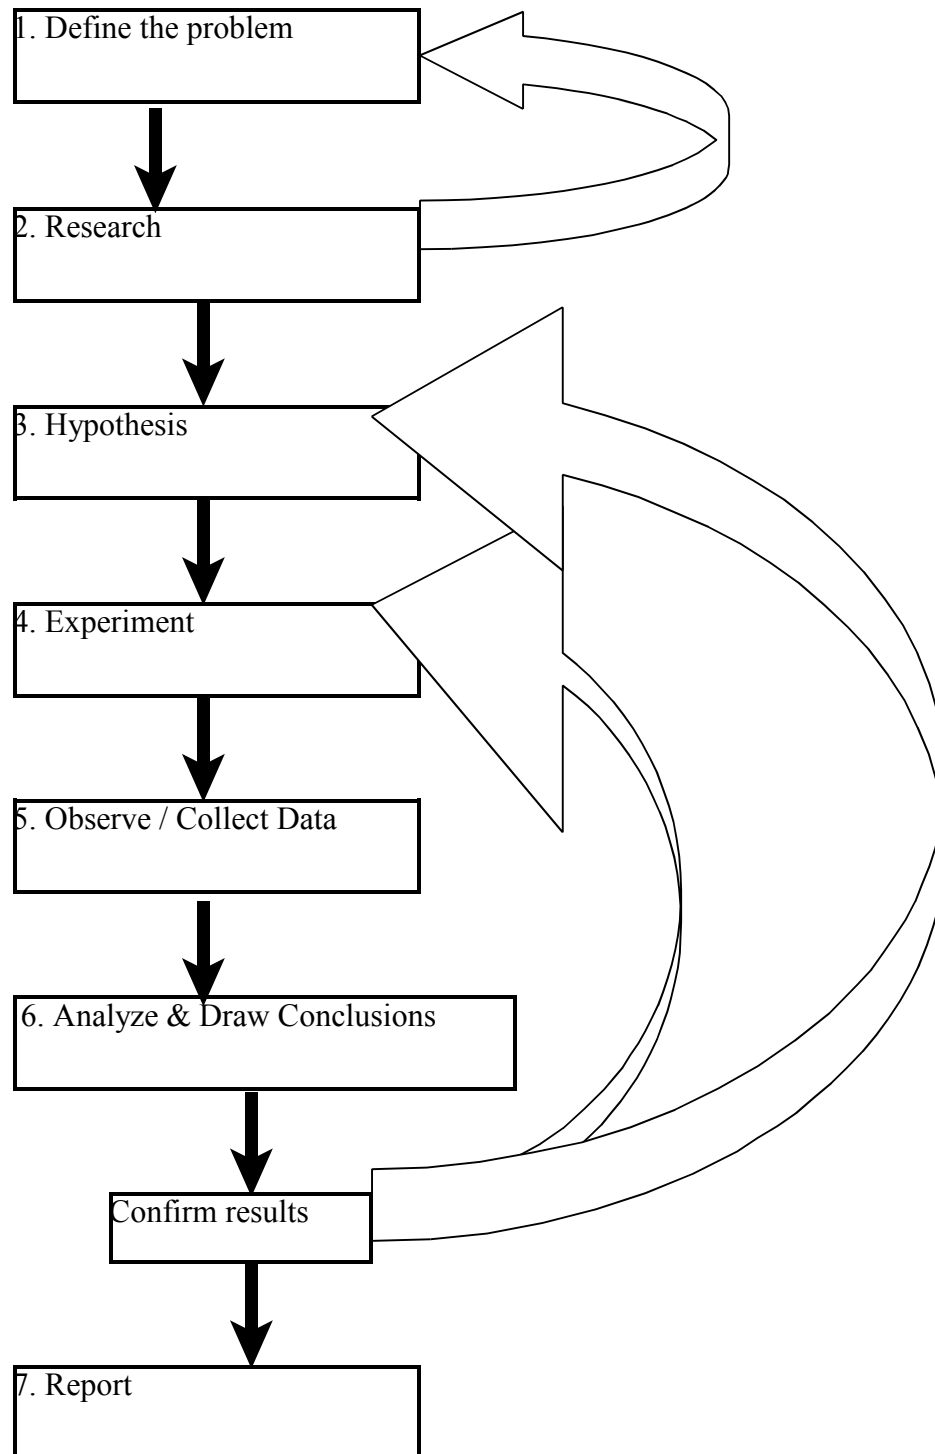 1. Define the problem
2. Research
3. Hypothesis
4. Experiment
5. Observe / Collect Data
6. Analyze & Draw Conclusions
Confirm results
7. Report